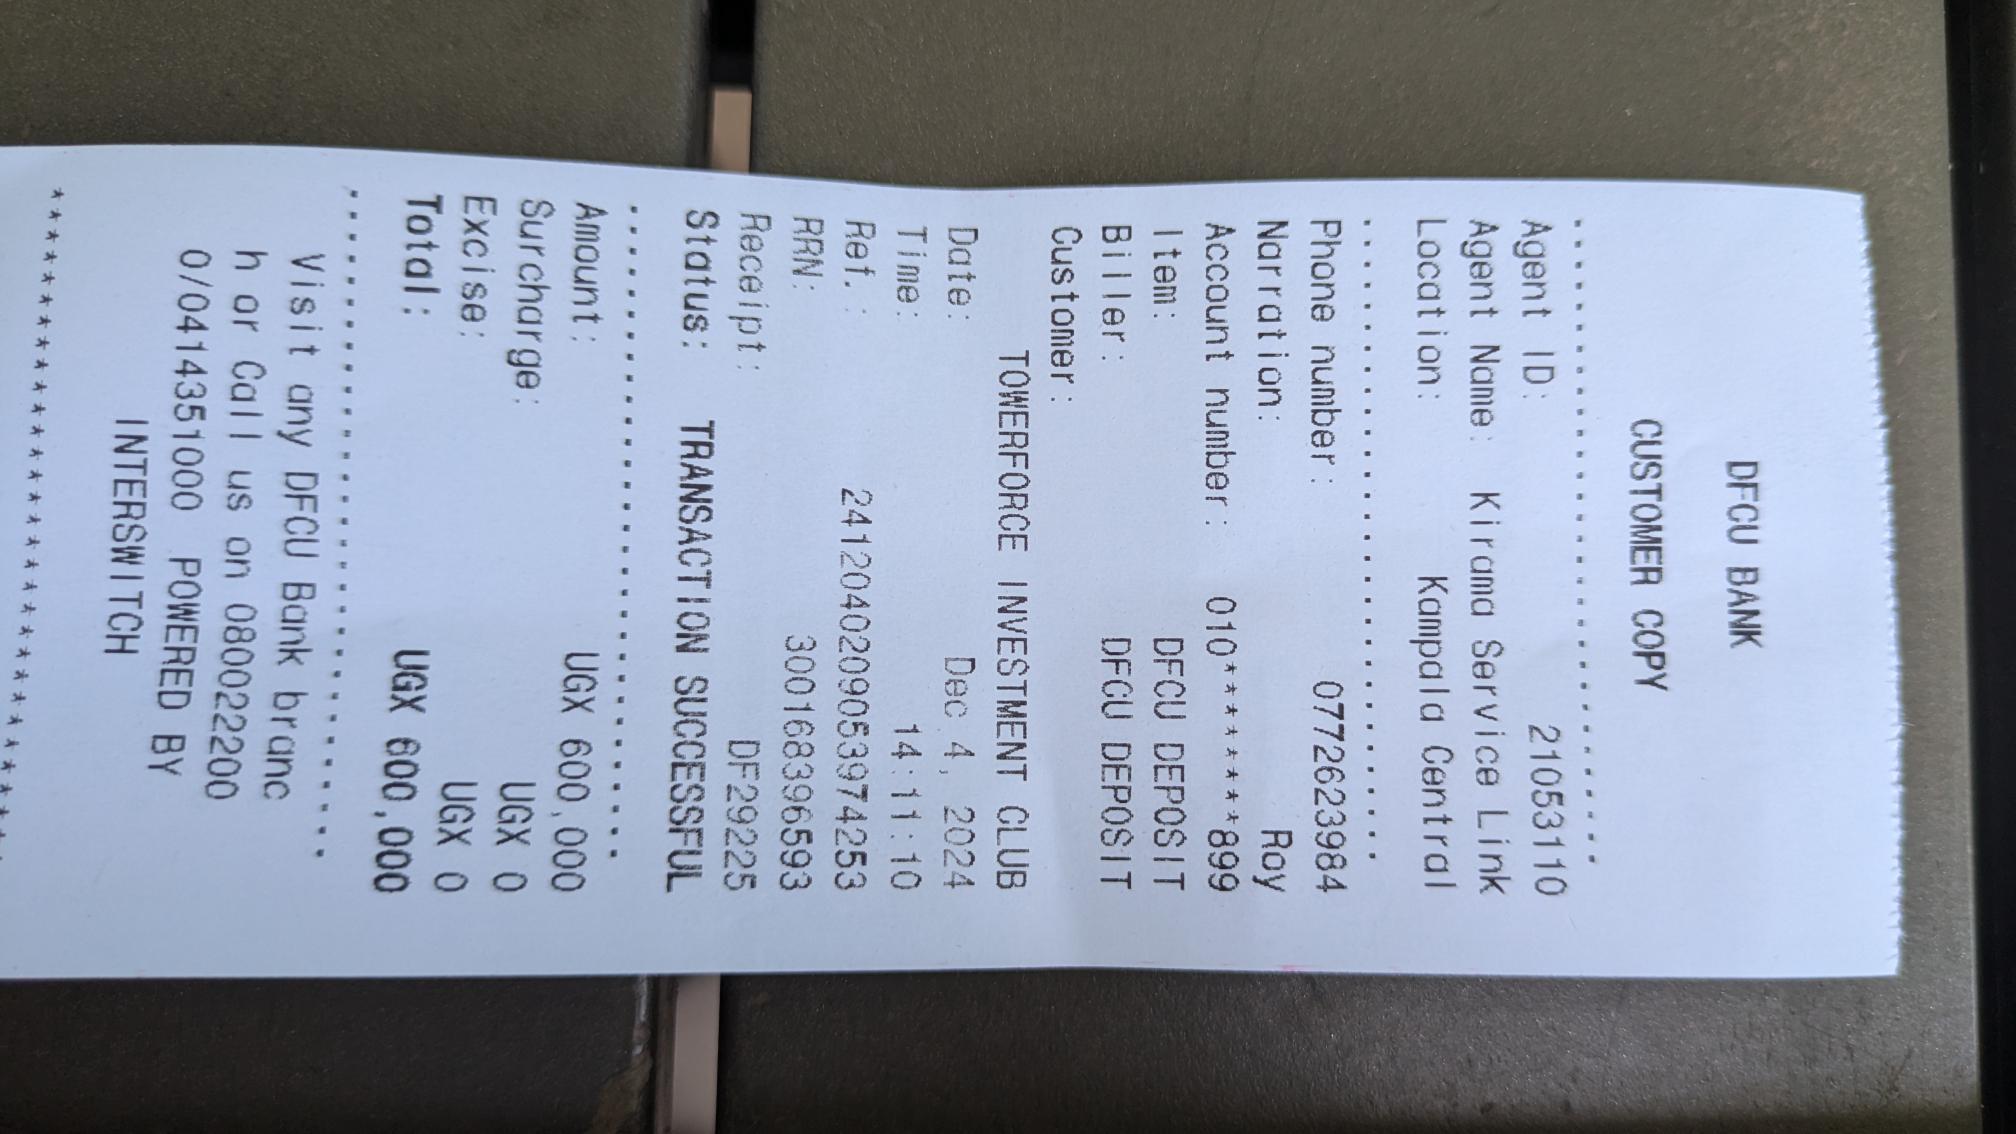 DFCU BANK
CUSTOMER COPY
Agent ID: 21053110
Agent Name: Kirama Service Link
Location: Kampala Central
Phone number: 0772623984
Narration: Roy
Account number: 010********899
Item: DFCU DEPOSIT
Biller: DFCU DEPOSIT
Customer:
TOWERFORCE INVESTMENT CLUB
Date: Dec 4, 2024
Time: 14:11:10
Ref.: 2412040209053974253
RRN: 300168396593
Receipt: DF29225
Status: TRANSACTION SUCCESSFUL
Amount: UGX 600,000
Surcharge: UGX 0
Excise: UGX 0
Total: UGX 600,000
Visit any DFCU Bank branc
h or Call us on 0800222200
0/0414351000 POWERED BY
INTERSWITCH